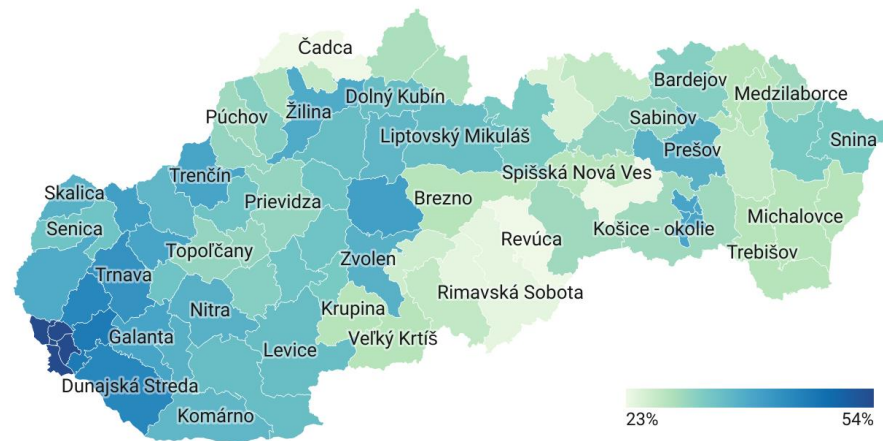 Čadca
Bardejov
Medzilaborce
Dolný Kubín
Púchov
Žilina
Sabinov
Liptovský Mikuláš
Snina
Prešov
Trenčín
Spišská Nová Ves
Skalica
Prievidza
Brezno
Michalovce
Senica
Košice - okolie
Revúca
Topoľčany
Zvolen
Trebišov
Trnava
Rimavská Sobota
Nitra
Krupina
Galanta
Veľký Krtíš
Levice
Dunajská Streda
Komárno
23%
54%